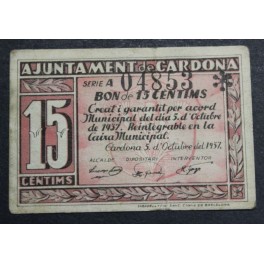 AJUNTAMENT DE CARDONA
SERIE A 04853
BON de 15 CENTIMS
Creat i garantit per acord
Municipal del dia 5 d'Octubre
de 1937. Reintegrable en la
Caixa Municipal.
Cardona 5 d'Octubre del 1937.
ALCALDE DIPOSITARI INTERVENTOR
15
CENTIMS